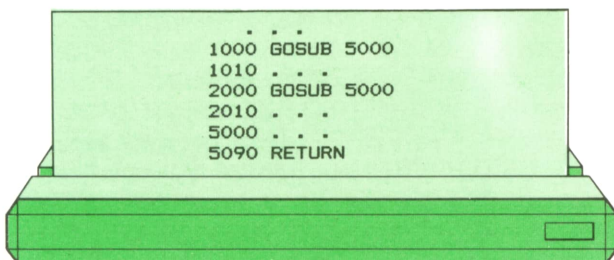 . . .
1000 GOSUB 5000
1010 . . .
2000 GOSUB 5000
2010 . . .
5000 . . .
5090 RETURN